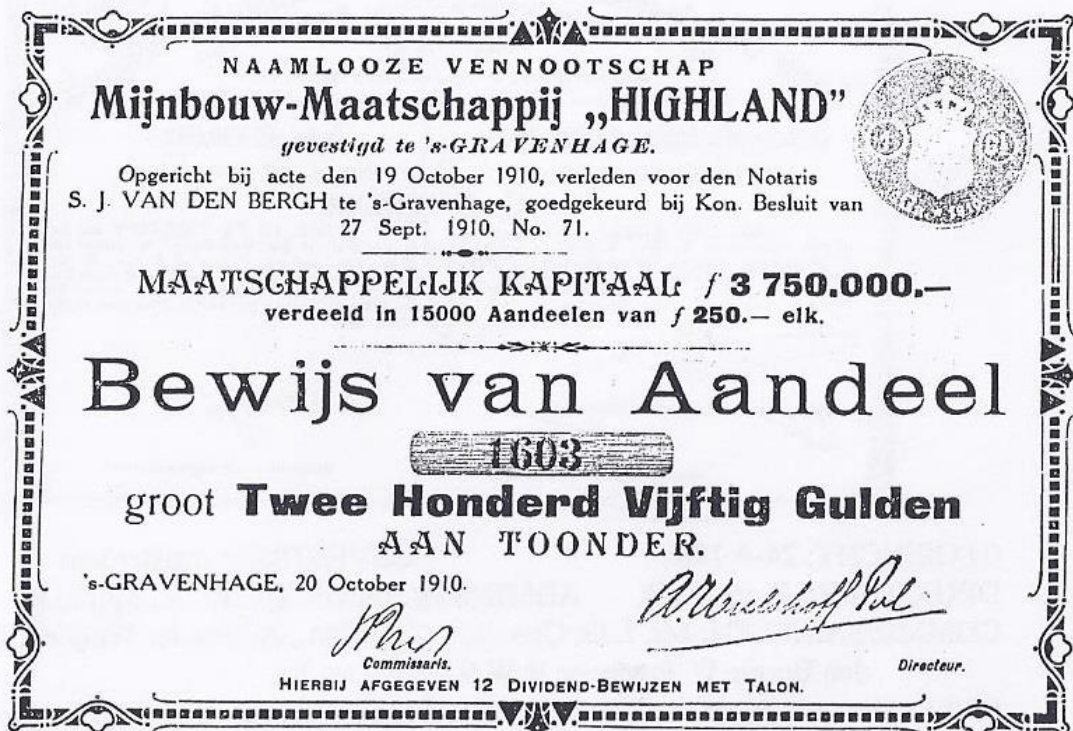 NAAMLOOZE VENNOOTSCHAP
Mijnbouw-Maatschappij „HIGHLAND”
gevestigd te 's-GRAVENHAGE.
Opgericht bij acte den 19 October 1910, verleden voor den Notaris
S. J. VAN DEN BERGH te 's-Gravenhage, goedgekeurd bij Kon. Besluit van
27 Sept. 1910. No. 71.
MAATSCHAPPELIJK KAPITAAL f 3 750.000.—
verdeeld in 15000 Aandeelen van f 250.— elk.
Bewijs van Aandeel
1603
groot Twee Honderd Vijftig Gulden
AAN TOONDER.
's-GRAVENHAGE, 20 October 1910.
Commissaris.
Directeur.
HIERBIJ AFGEGEVEN 12 DIVIDEND-BEWIJZEN MET TALON.